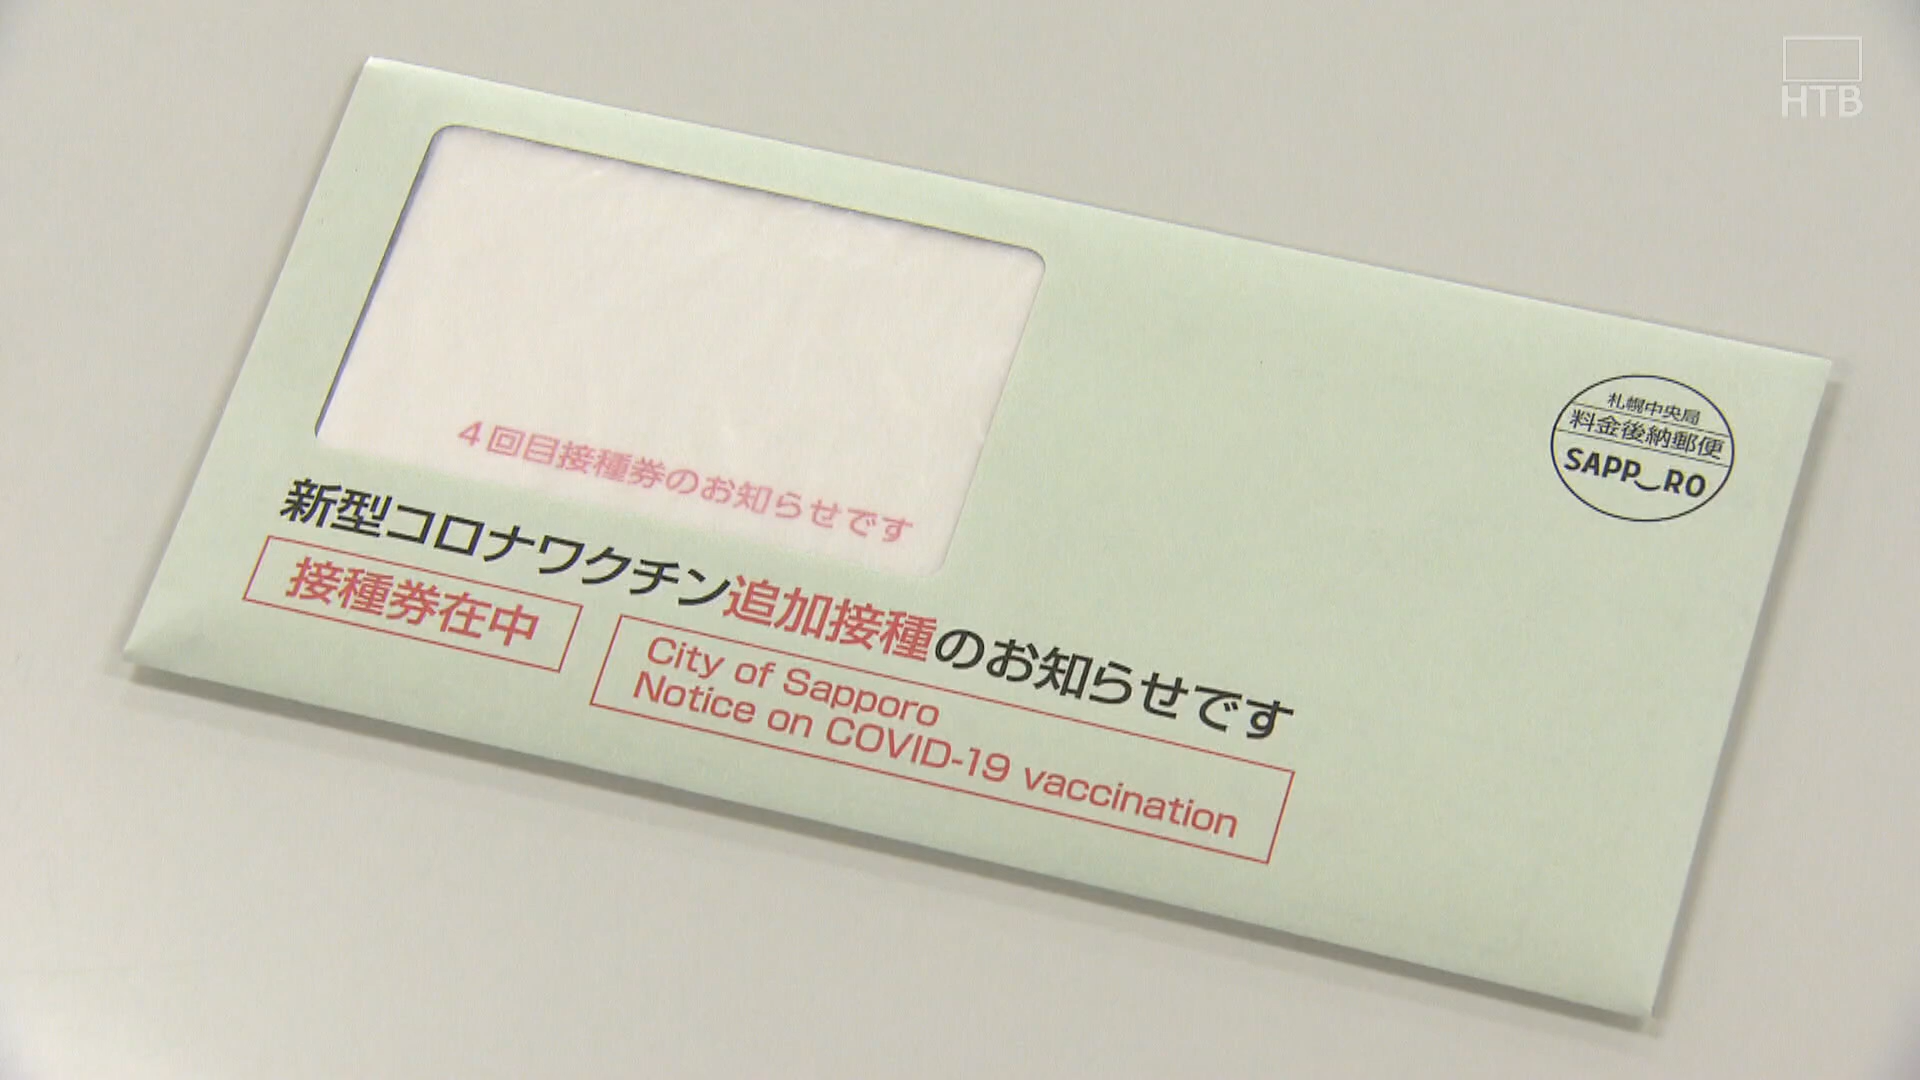 HTB
札幌中央局
料金後納郵便
SAPP_RO
4回目接種券のお知らせです
新型コロナワクチン追加接種のお知らせです
接種券在中
City of Sapporo
Notice on COVID-19 vaccination